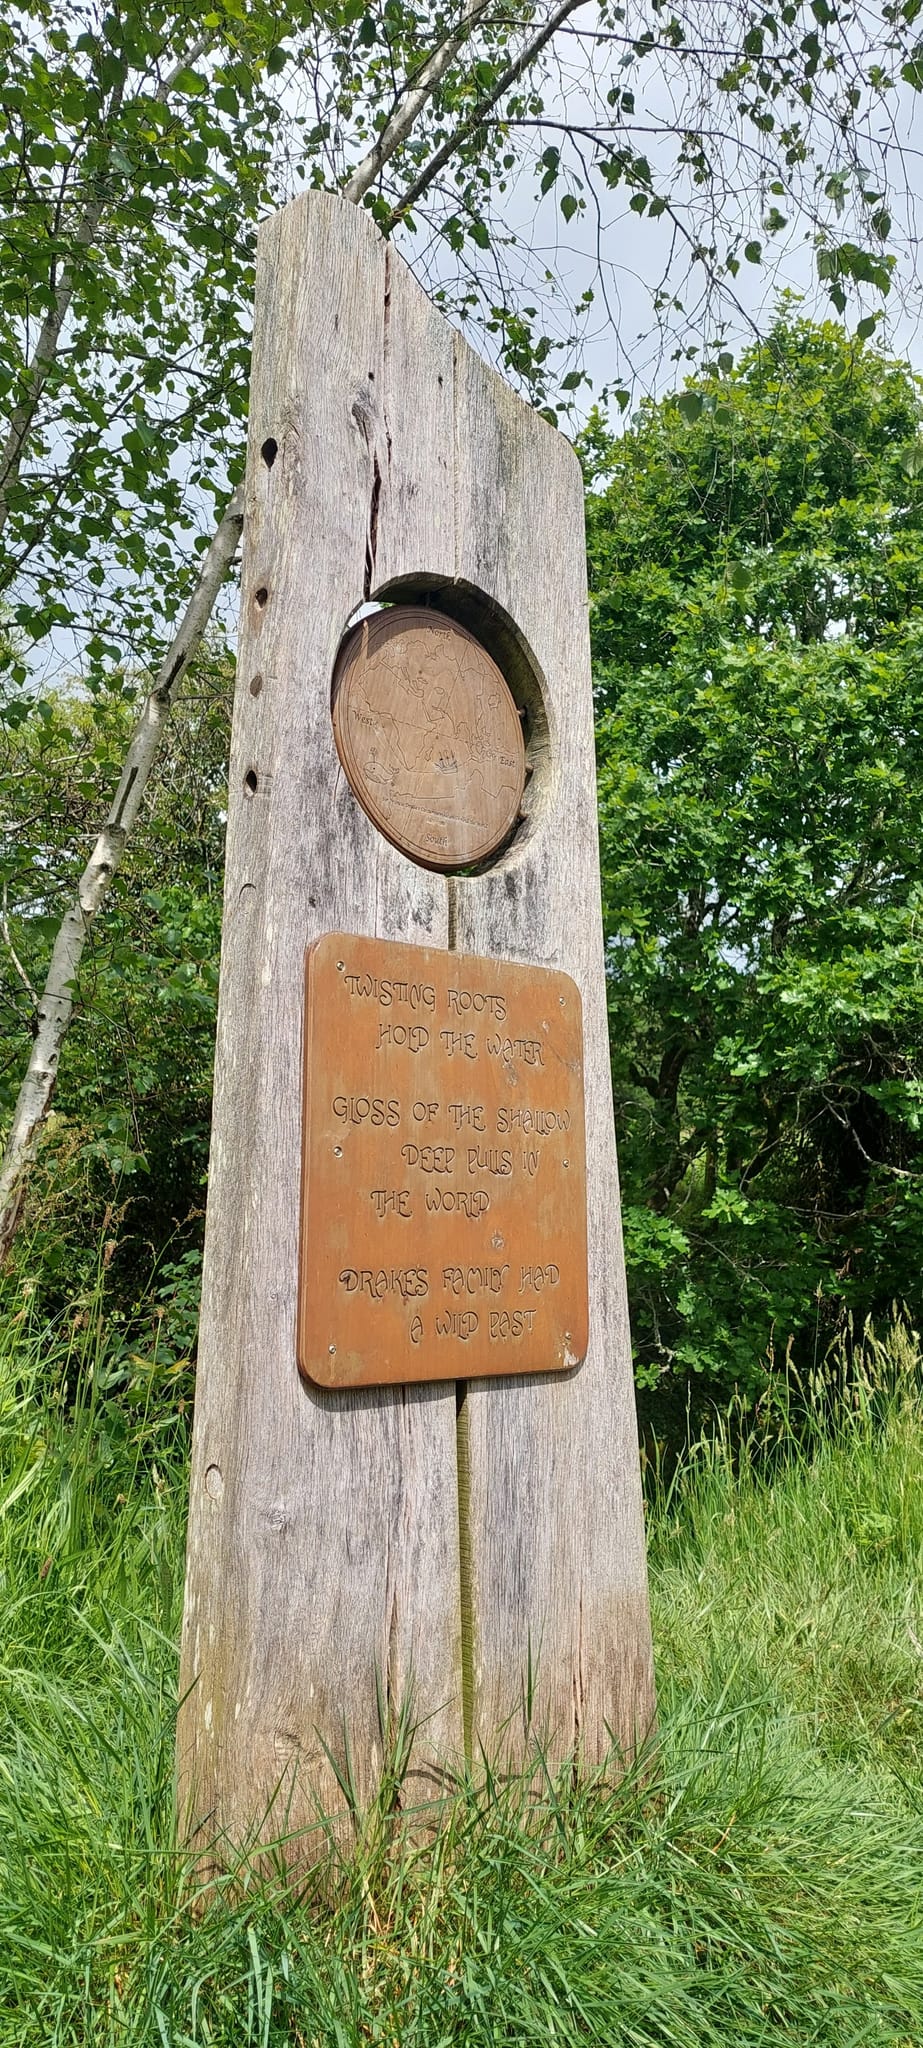 North
West
East
South
TWISTING ROOTS
HOLD THE WATER
GLOSS OF THE SHALLOW
DEEP PULLS IN
THE WORLD
DRAKES FAMILY HAD
A WILD PAST